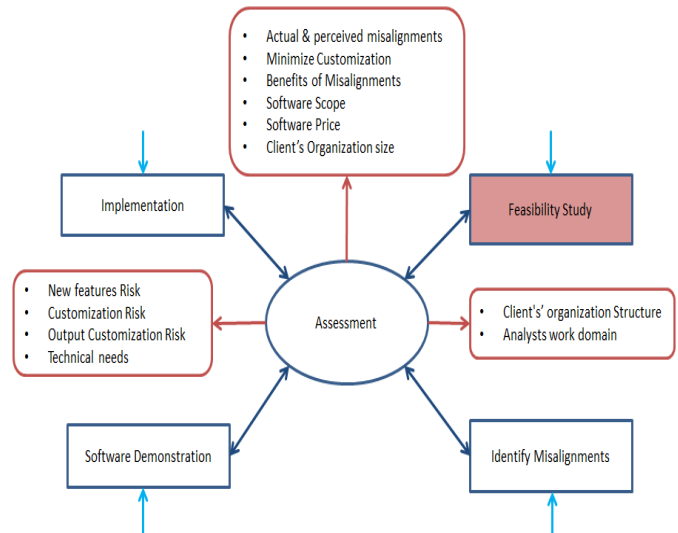 • Actual & perceived misalignments
• Minimize Customization
• Benefits of Misalignments
• Software Scope
• Software Price
• Client's Organization size
Implementation
Feasibility Study
• New features Risk
• Customization Risk
• Output Customization Risk
• Technical needs
Assessment
• Client's' organization Structure
• Analysts work domain
Software Demonstration
Identify Misalignments